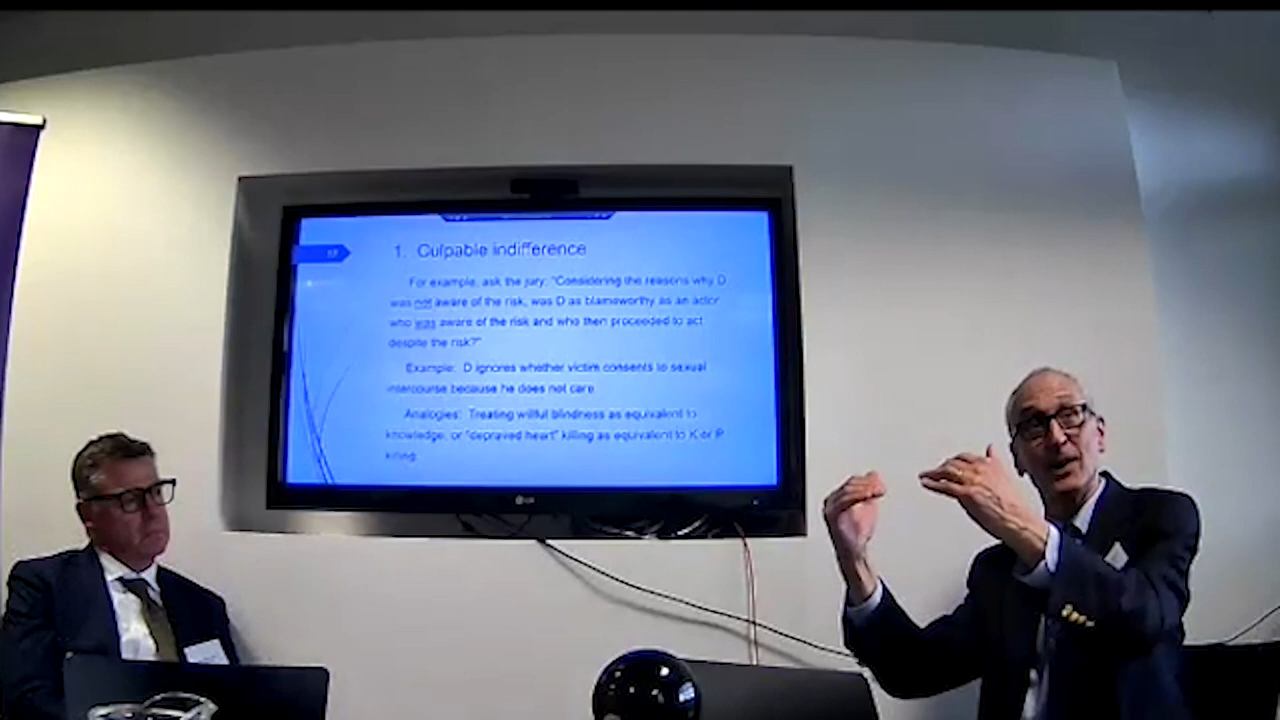 17
1. Culpable indifference
For example, ask the jury: "Considering the reasons why D
was not aware of the risk, was D as blameworthy as an actor
who was aware of the risk and who then proceeded to act
despite the risk?"
Example: D ignores whether victim consents to sexual
intercourse because he does not care
Analogies: Treating willful blindness as equivalent to
knowledge, or "depraved heart" killing as equivalent to K or P
killing
LG